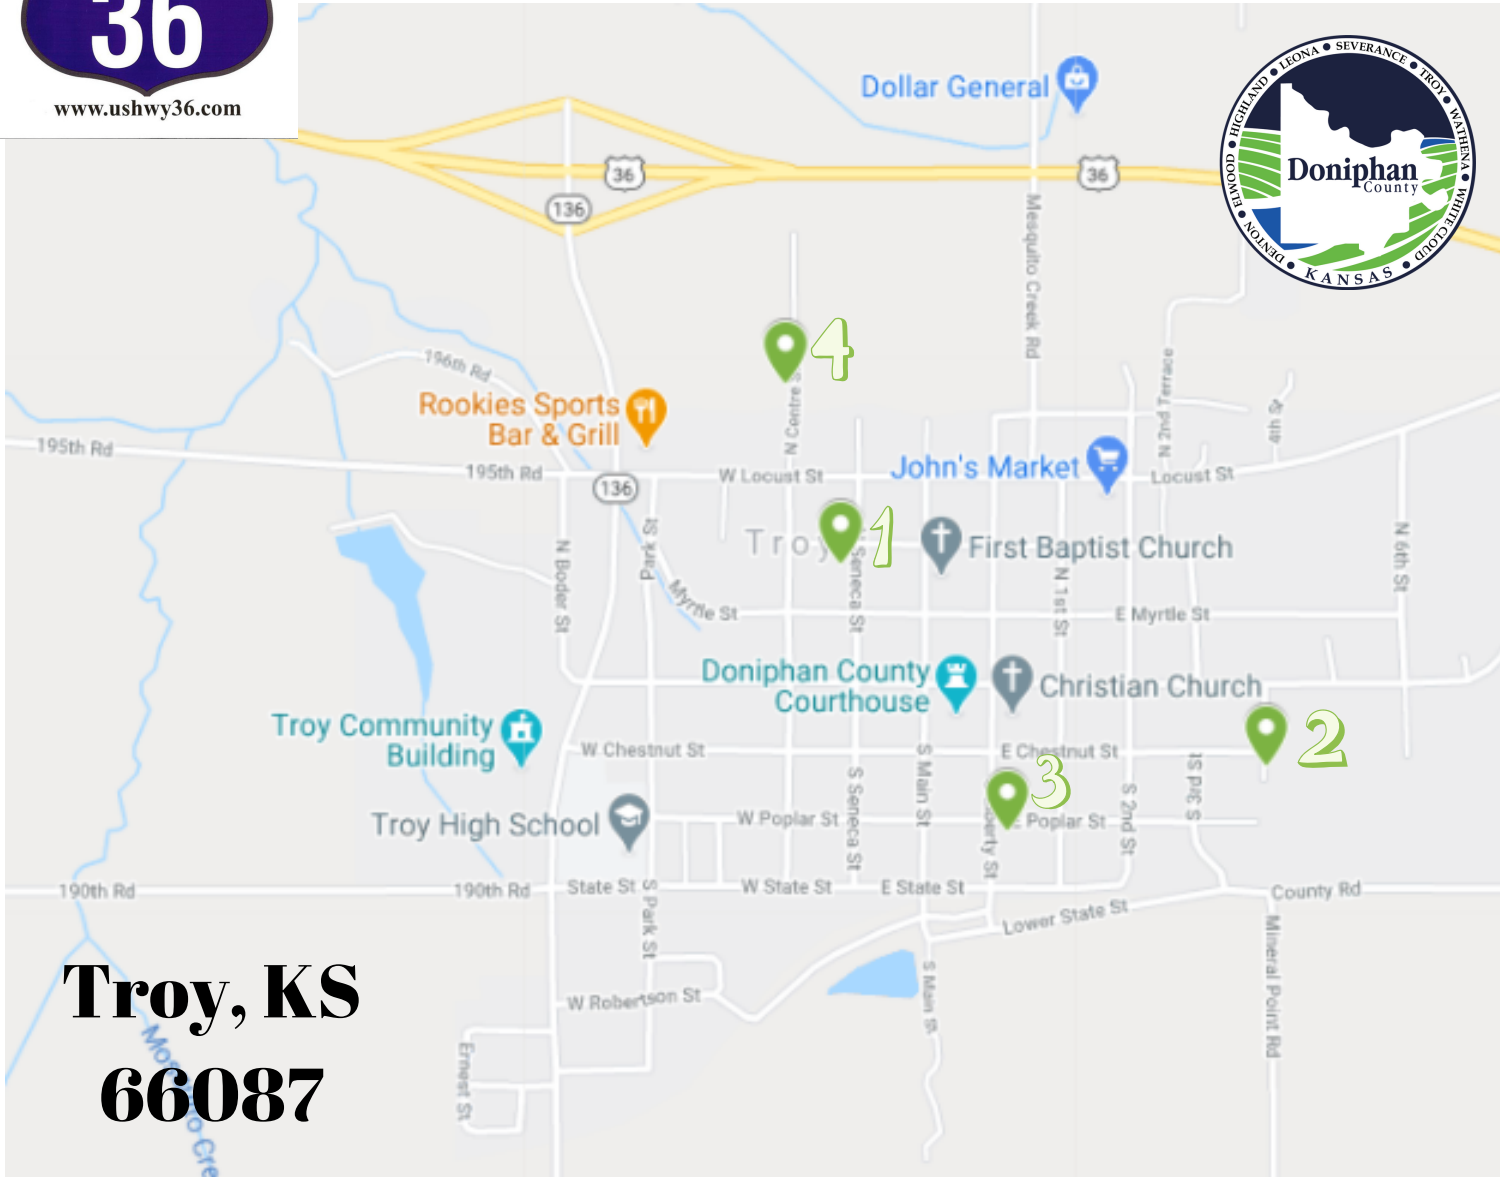 36
www.ushwy36.com
Dollar General
HIGHLAND • LEONA • SEVERANCE • TROY • WATHENA • WHITE CLOUD • KANSAS • DENTON • ELWOOD
Doniphan
County
36
36
136
Mesquito Creek Rd
4
196th Rd
N 2nd Terrace
Rookies Sports
Bar & Grill
N Centre
4th St
195th Rd
195th Rd
W Locust St
John's Market
Locust St
136
1
Troy
First Baptist Church
N Boder St
Park St
Seneca St
N 1st St
N 6th St
Myrtle St
E Myrtle St
Doniphan County
Courthouse
Christian Church
Troy Community
Building
2
W Chestnut St
E Chestnut St
3
S Main St
S Seneca St
S 2nd St
S 3rd St
Troy High School
W Poplar St
E Poplar St
erty St
190th Rd
190th Rd
State St
W State St
E State St
County Rd
S Park St
Lower State St
Mineral Point Rd
S Main St
W Robertson St
Troy, KS
66087
Ernest St